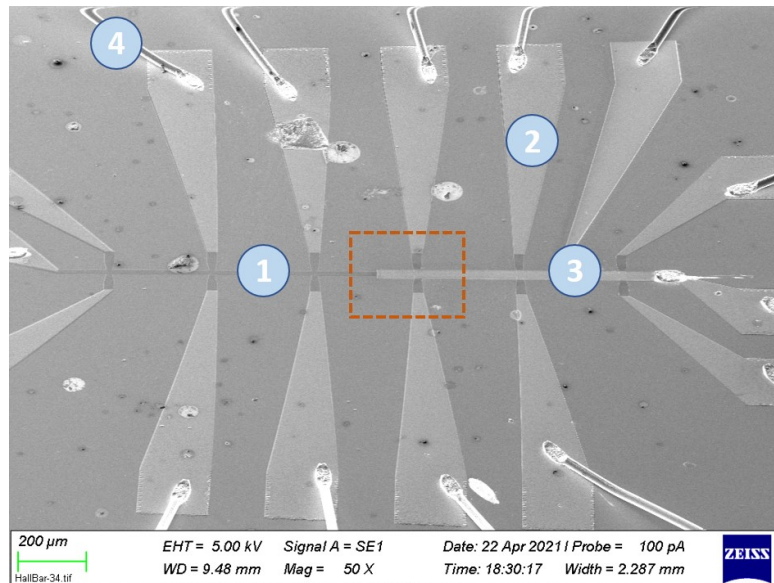 4
2
1
3
200 µm
EHT = 5.00 kV Signal A = SE1 Date: 22 Apr 2021 I Probe = 100 pA
WD = 9.48 mm Mag = 50 X Time: 18:30:17 Width = 2.287 mm
ZEISS
HallBar-34.tif